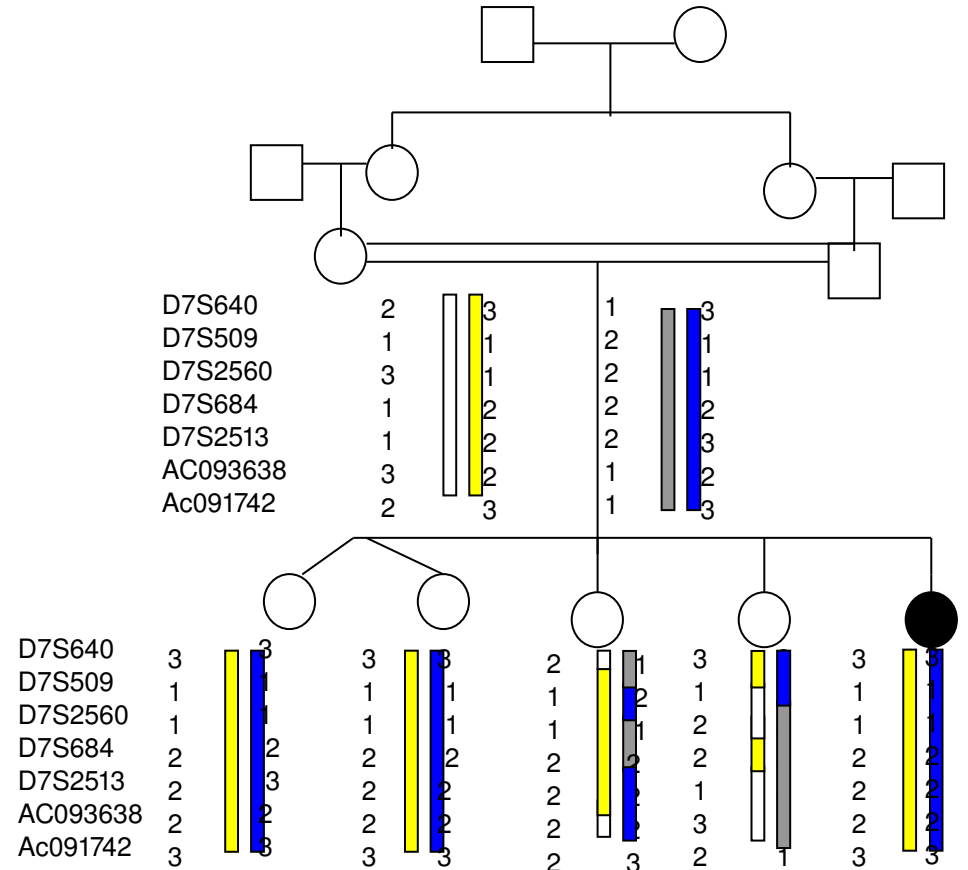 D7S640 2 3 1 3
D7S509 1 1 2 1
D7S2560 3 1 2 1
D7S684 1 2 2 2
D7S2513 1 2 2 3
AC093638 3 2 1 2
Ac091742 2 3 1 3
D7S640 3 3 3 3 2 1 3 3 3
D7S509 1 1 1 1 1 2 1 1 1
D7S2560 1 1 1 1 1 1 2 1 1
D7S684 2 2 2 2 2 2 2 2 2
D7S2513 2 3 2 2 2 2 1 2 2
AC093638 2 2 2 2 2 2 3 2 2
Ac091742 3 3 3 3 2 3 2 1 3 3